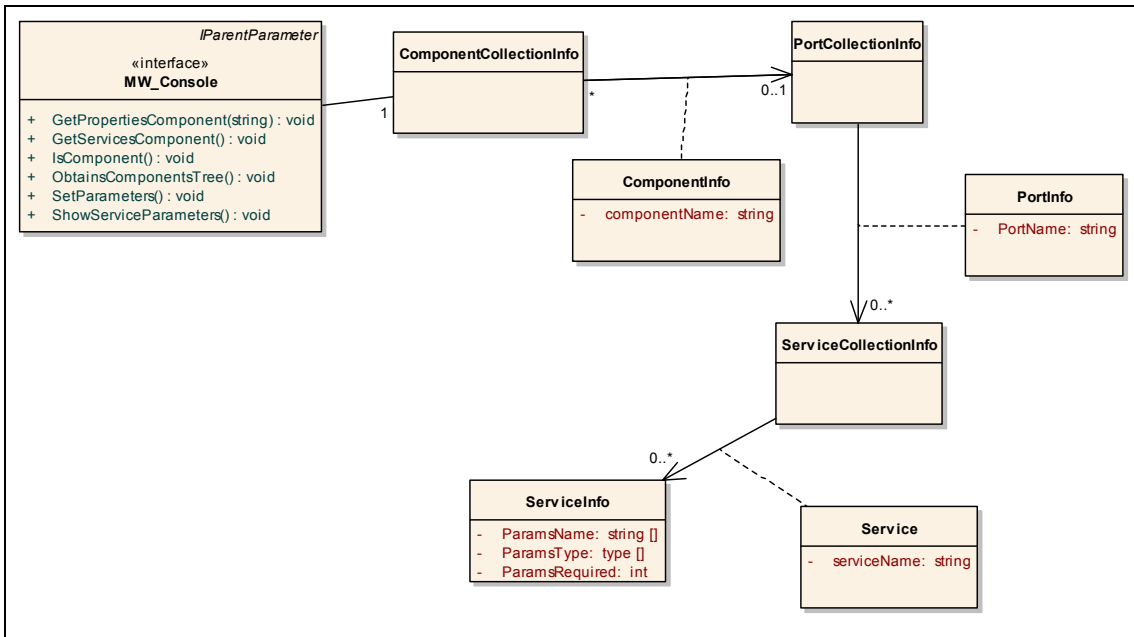 IParentParameter
«interface»
MW_Console
+ GetPropertiesComponent(string) : void
+ GetServicesComponent() : void
+ IsComponent() : void
+ ObtainsComponentsTree() : void
+ SetParameters() : void
+ ShowServiceParameters() : void
1
ComponentCollectionInfo
*
0..1
PortCollectionInfo
ComponentInfo
- componentName: string
PortInfo
- PortName: string
0..*
ServiceCollectionInfo
0..*
ServiceInfo
- ParamsName: string []
- ParamsType: type []
- ParamsRequired: int
Service
- serviceName: string